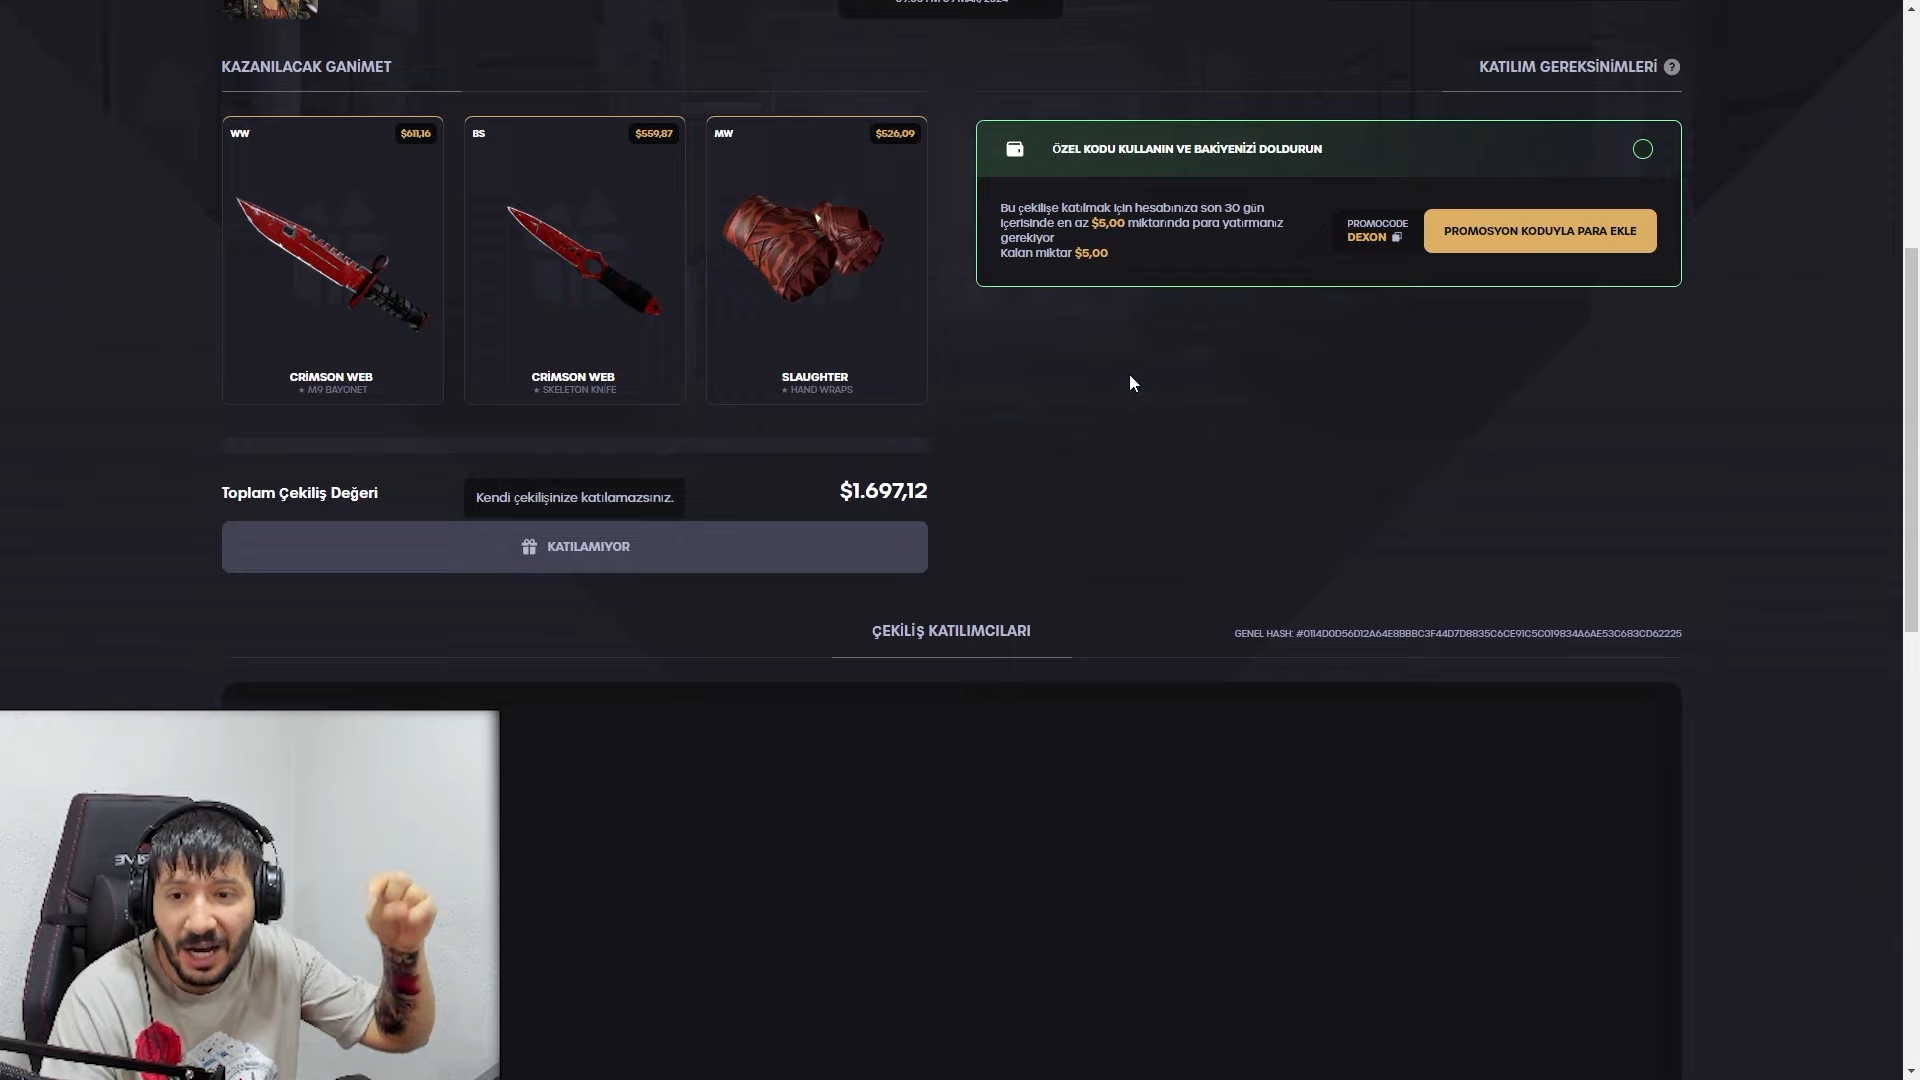 KAZANILACAK GANİMET
KATILIM GEREKSİNİMLERİ ?
WW $611,16
BS $559,87
MW $526,09
CRİMSON WEB
★ M9 BAYONET
CRİMSON WEB
★ SKELETON KNIFE
SLAUGHTER
★ HAND WRAPS
ÖZEL KODU KULLANIN VE BAKİYENİZİ DOLDURUN
Bu çekilişe katılmak için hesabınıza son 30 gün
içerisinde en az $5,00 miktarında para yatırmanız
gerekiyor
Kalan miktar $5,00
PROMOCODE
DEXON
PROMOSYON KODUYLA PARA EKLE
Toplam Çekiliş Değeri
Kendi çekilişinize katılamazsınız.
$1.697,12
KATILAMIYOR
ÇEKİLİŞ KATILIMCILARI
GENEL HASH: #0114D0D56D12A64E8BBBC3F44D7D8835C6CE91C5C019834A6AE53C683CD62225